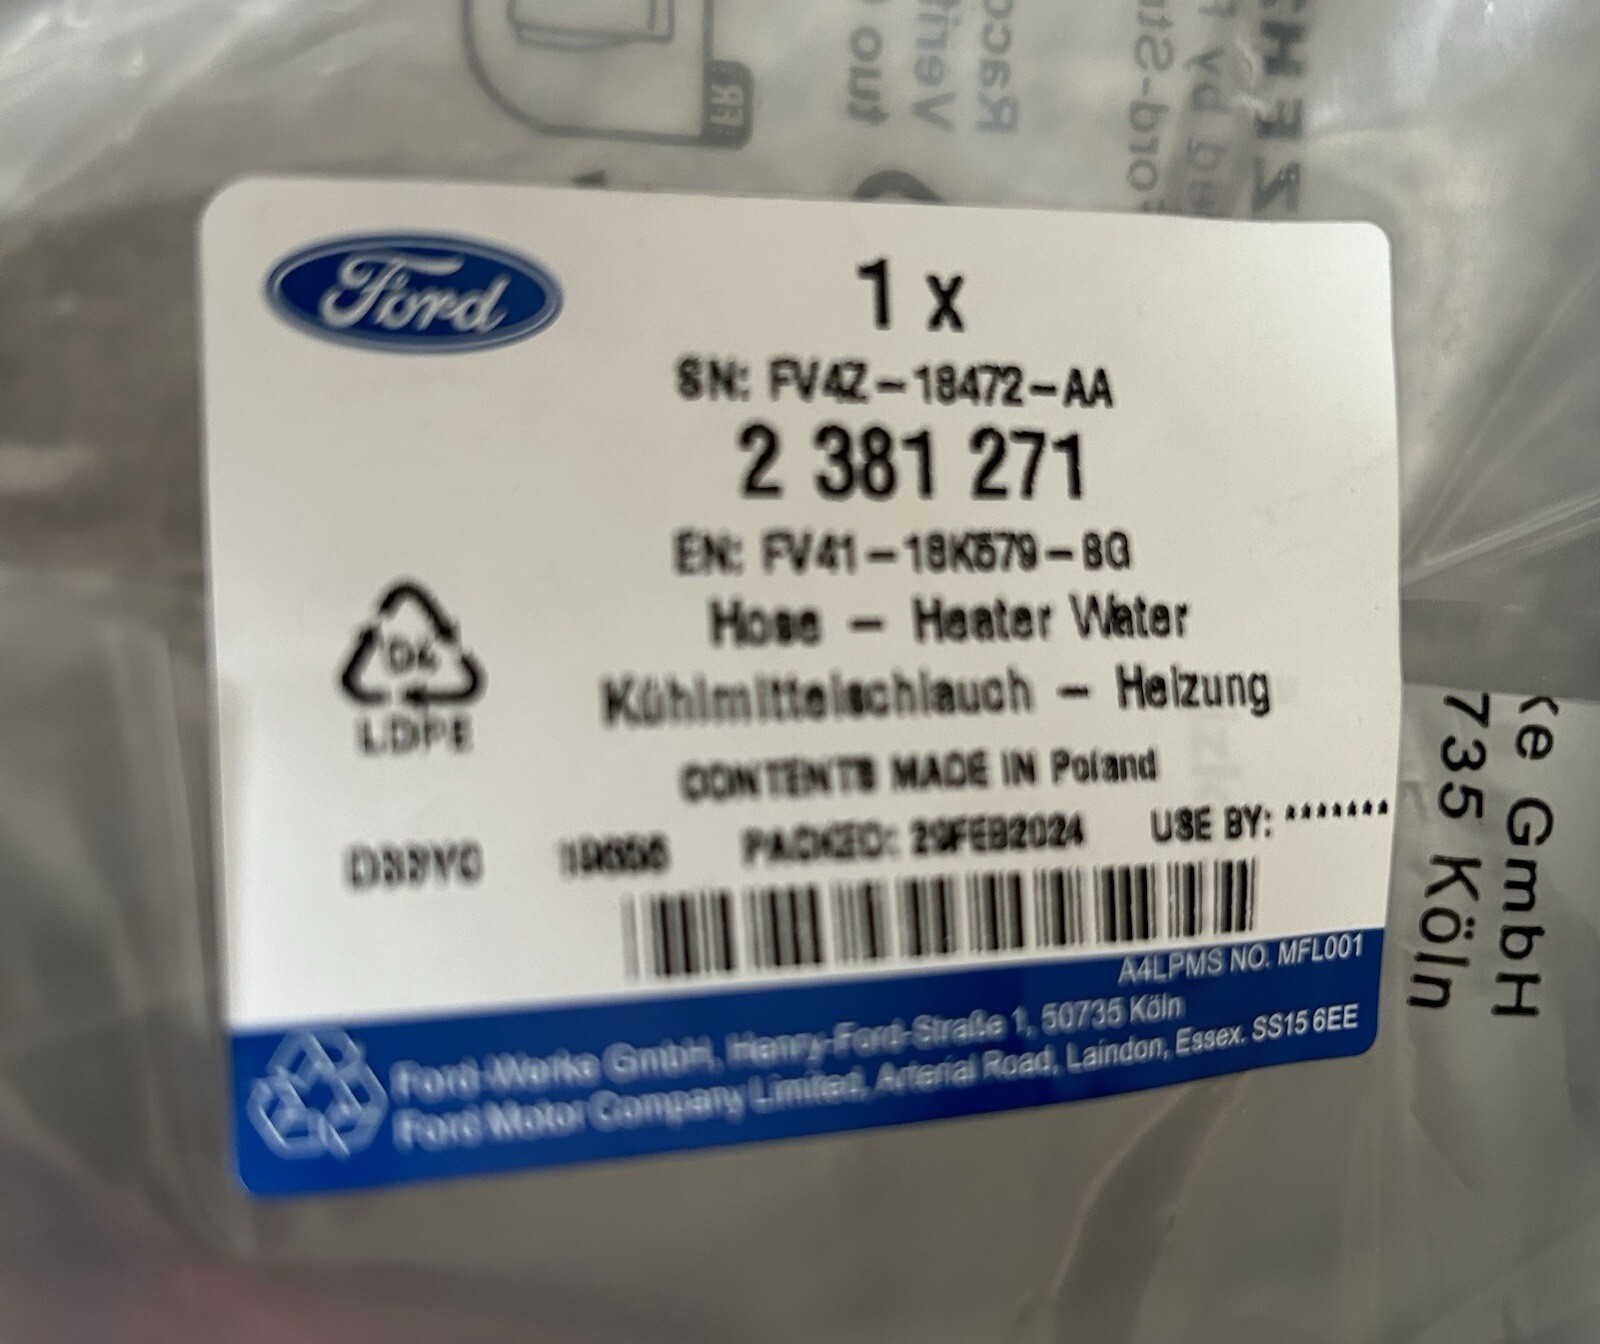 Ford
1 x
SN: FV4Z-18472-AA
2 381 271
EN: FV41-18K579-BG
Hose - Heater Water
Kühlmittelschlauch - Heizung
04
LDPE
CONTENTS MADE IN Poland
PACKED: 29FEB2024 USE BY: *******
A4LPMS NO. MFL001
Ford-Werke GmbH, Henry-Ford-Straße 1, 50735 Köln
Ford Motor Company Limited, Arterial Road, Laindon, Essex. SS15 6EE
ke GmbH
735 Köln
FR
tuo